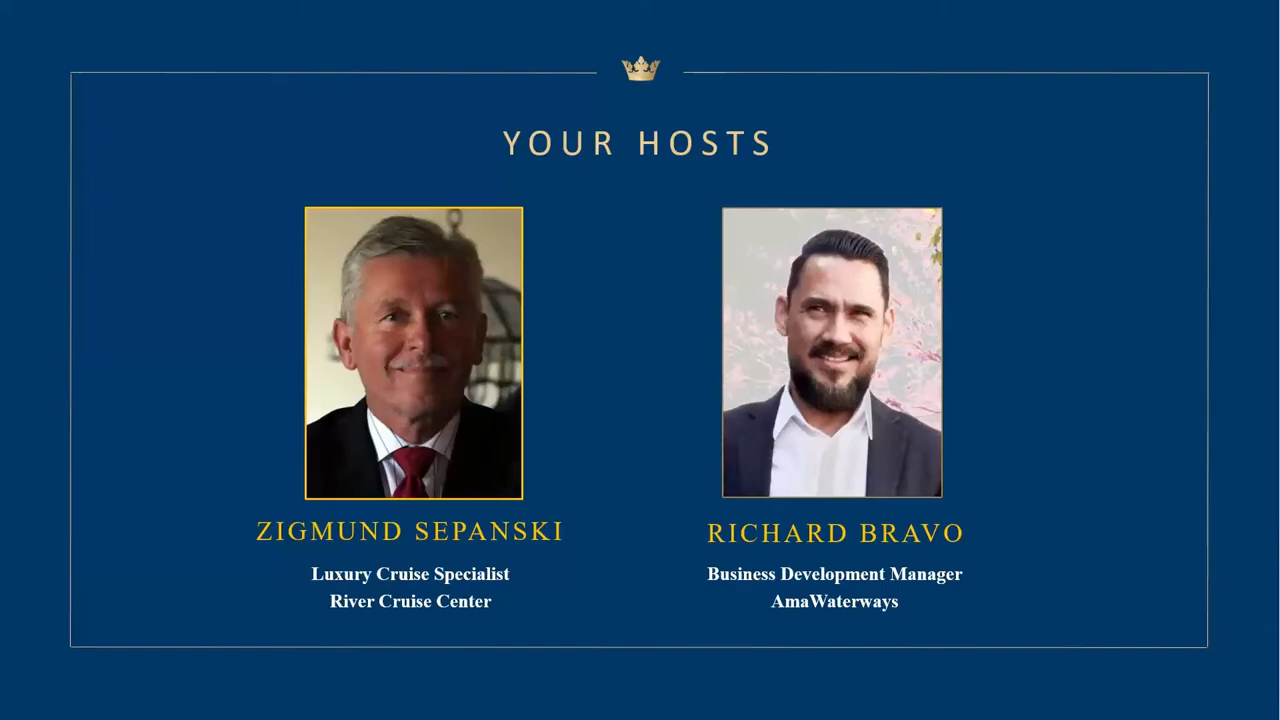 YOUR HOSTS
ZIGMUND SEPANSKI
Luxury Cruise Specialist
River Cruise Center
RICHARD BRAVO
Business Development Manager
AmaWaterways